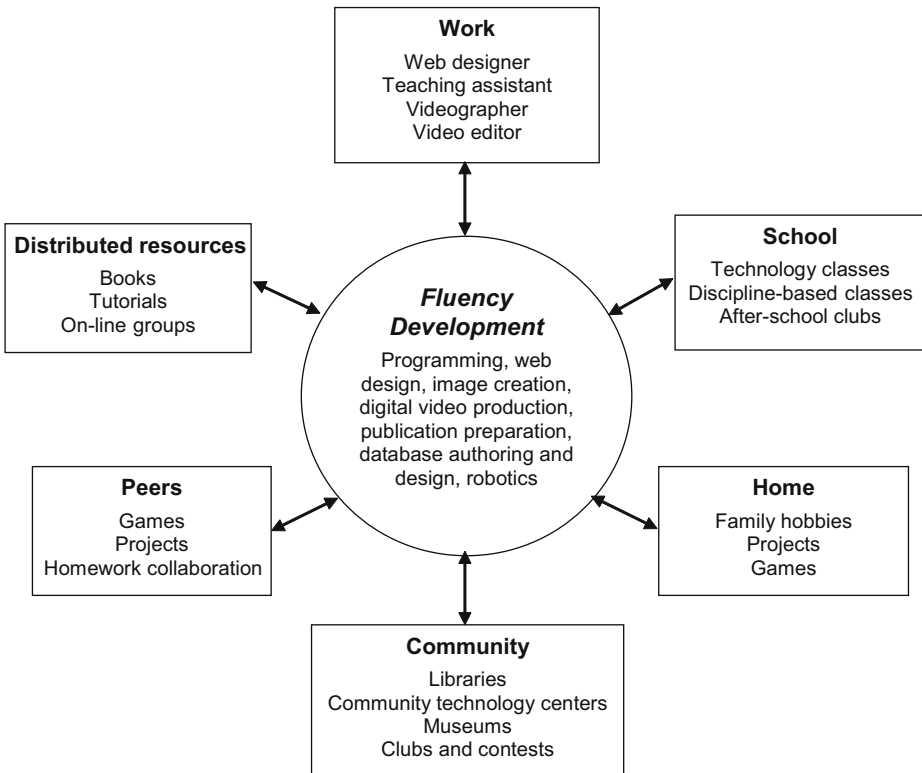 Work
Web designer
Teaching assistant
Videographer
Video editor
Distributed resources
Books
Tutorials
On-line groups
School
Technology classes
Discipline-based classes
After-school clubs
Fluency
Development
Programming, web
design, image creation,
digital video production,
publication preparation,
database authoring and
design, robotics
Peers
Games
Projects
Homework collaboration
Home
Family hobbies
Projects
Games
Community
Libraries
Community technology centers
Museums
Clubs and contests